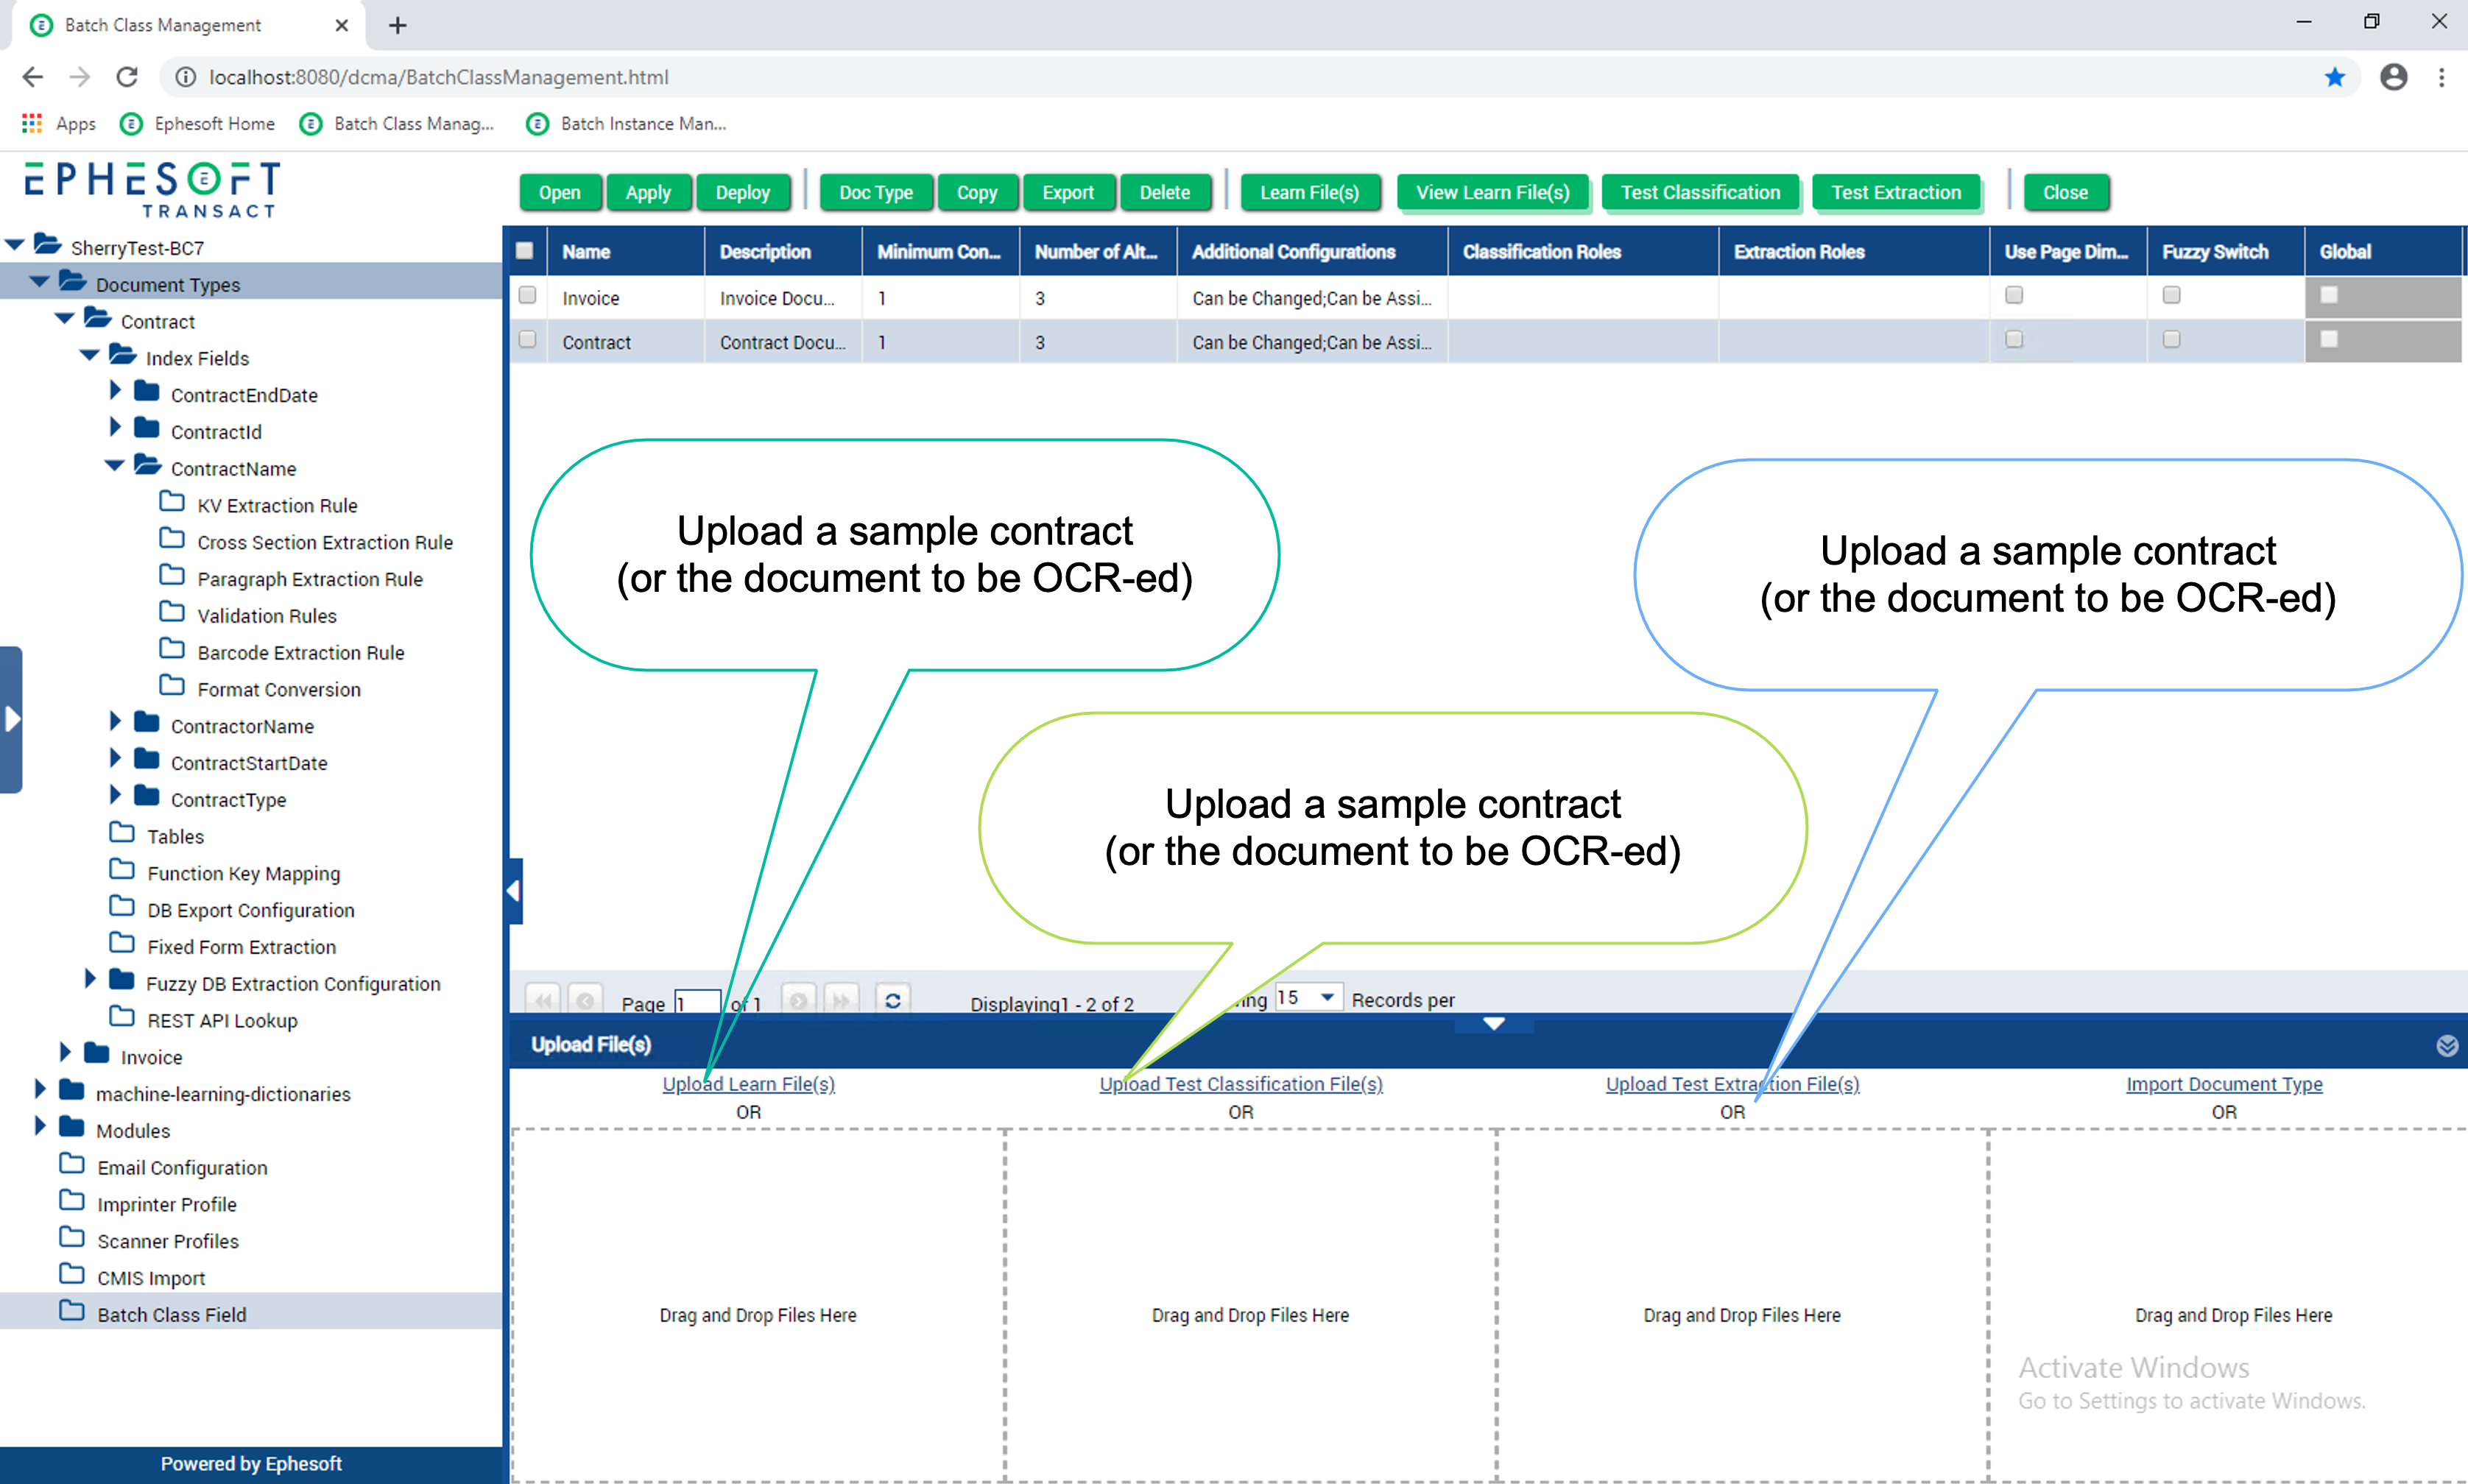 Batch Class Management
localhost:8080/dcma/BatchClassManagement.html
Apps Ephesoft Home Batch Class Manag... Batch Instance Man...
EPHESOFT
TRANSACT
Open Apply Deploy Doc Type Copy Export Delete Learn File(s) View Learn File(s) Test Classification Test Extraction Close
SherryTest-BC7
Document Types
Contract
Index Fields
ContractEndDate
ContractId
ContractName
KV Extraction Rule
Cross Section Extraction Rule
Paragraph Extraction Rule
Validation Rules
Barcode Extraction Rule
Format Conversion
ContractorName
ContractStartDate
ContractType
Tables
Function Key Mapping
DB Export Configuration
Fixed Form Extraction
Fuzzy DB Extraction Configuration
REST API Lookup
Invoice
machine-learning-dictionaries
Modules
Email Configuration
Imprinter Profile
Scanner Profiles
CMIS Import
Batch Class Field
Powered by Ephesoft
Name Description Minimum Con... Number of Alt... Additional Configurations Classification Roles Extraction Roles Use Page Dim... Fuzzy Switch Global
Invoice Invoice Docu... 1 3 Can be Changed;Can be Assi...
Contract Contract Docu... 1 3 Can be Changed;Can be Assi...
Upload a sample contract
(or the document to be OCR-ed)
Upload a sample contract
(or the document to be OCR-ed)
Upload a sample contract
(or the document to be OCR-ed)
Page 1 of 1 Displaying1 - 2 of 2 15 Records per
Upload File(s)
Upload Learn File(s) Upload Test Classification File(s) Upload Test Extraction File(s) Import Document Type
OR OR OR OR
Drag and Drop Files Here Drag and Drop Files Here Drag and Drop Files Here Drag and Drop Files Here
Activate Windows
Go to Settings to activate Windows.